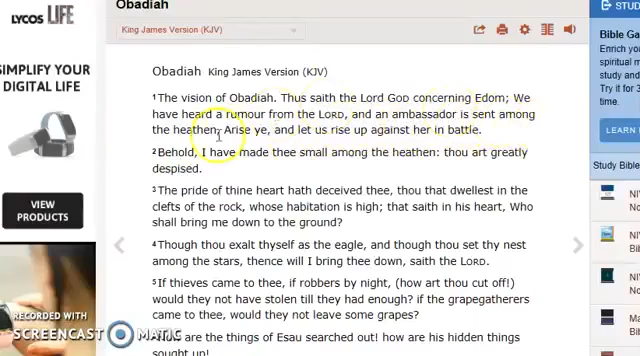 Obadiah
King James Version (KJV)
Obadiah King James Version (KJV)
1The vision of Obadiah. Thus saith the Lord GOD concerning Edom; We
have heard a rumour from the LORD, and an ambassador is sent among
the heathen, Arise ye, and let us rise up against her in battle.
2Behold, I have made thee small among the heathen: thou art greatly
despised.
3The pride of thine heart hath deceived thee, thou that dwellest in the
clefts of the rock, whose habitation is high; that saith in his heart, Who
shall bring me down to the ground?
4Though thou exalt thyself as the eagle, and though thou set thy nest
among the stars, thence will I bring thee down, saith the LORD.
5If thieves came to thee, if robbers by night, (how art thou cut off!)
would they not have stolen till they had enough? if the grapegatherers
came to thee, would they not leave some grapes?
How are the things of Esau searched out! how are his hidden things
sought up!
LYCOS LIFE
SIMPLIFY YOUR
DIGITAL LIFE
VIEW
PRODUCTS
RECORDED WITH
SCREENCAST MATIC
STUD
Bible Ga
Enrich you
spiritual m
study and
Try it for 3
LEARN
Study Bible
NIV
No
NIV
No
Ma
Bib